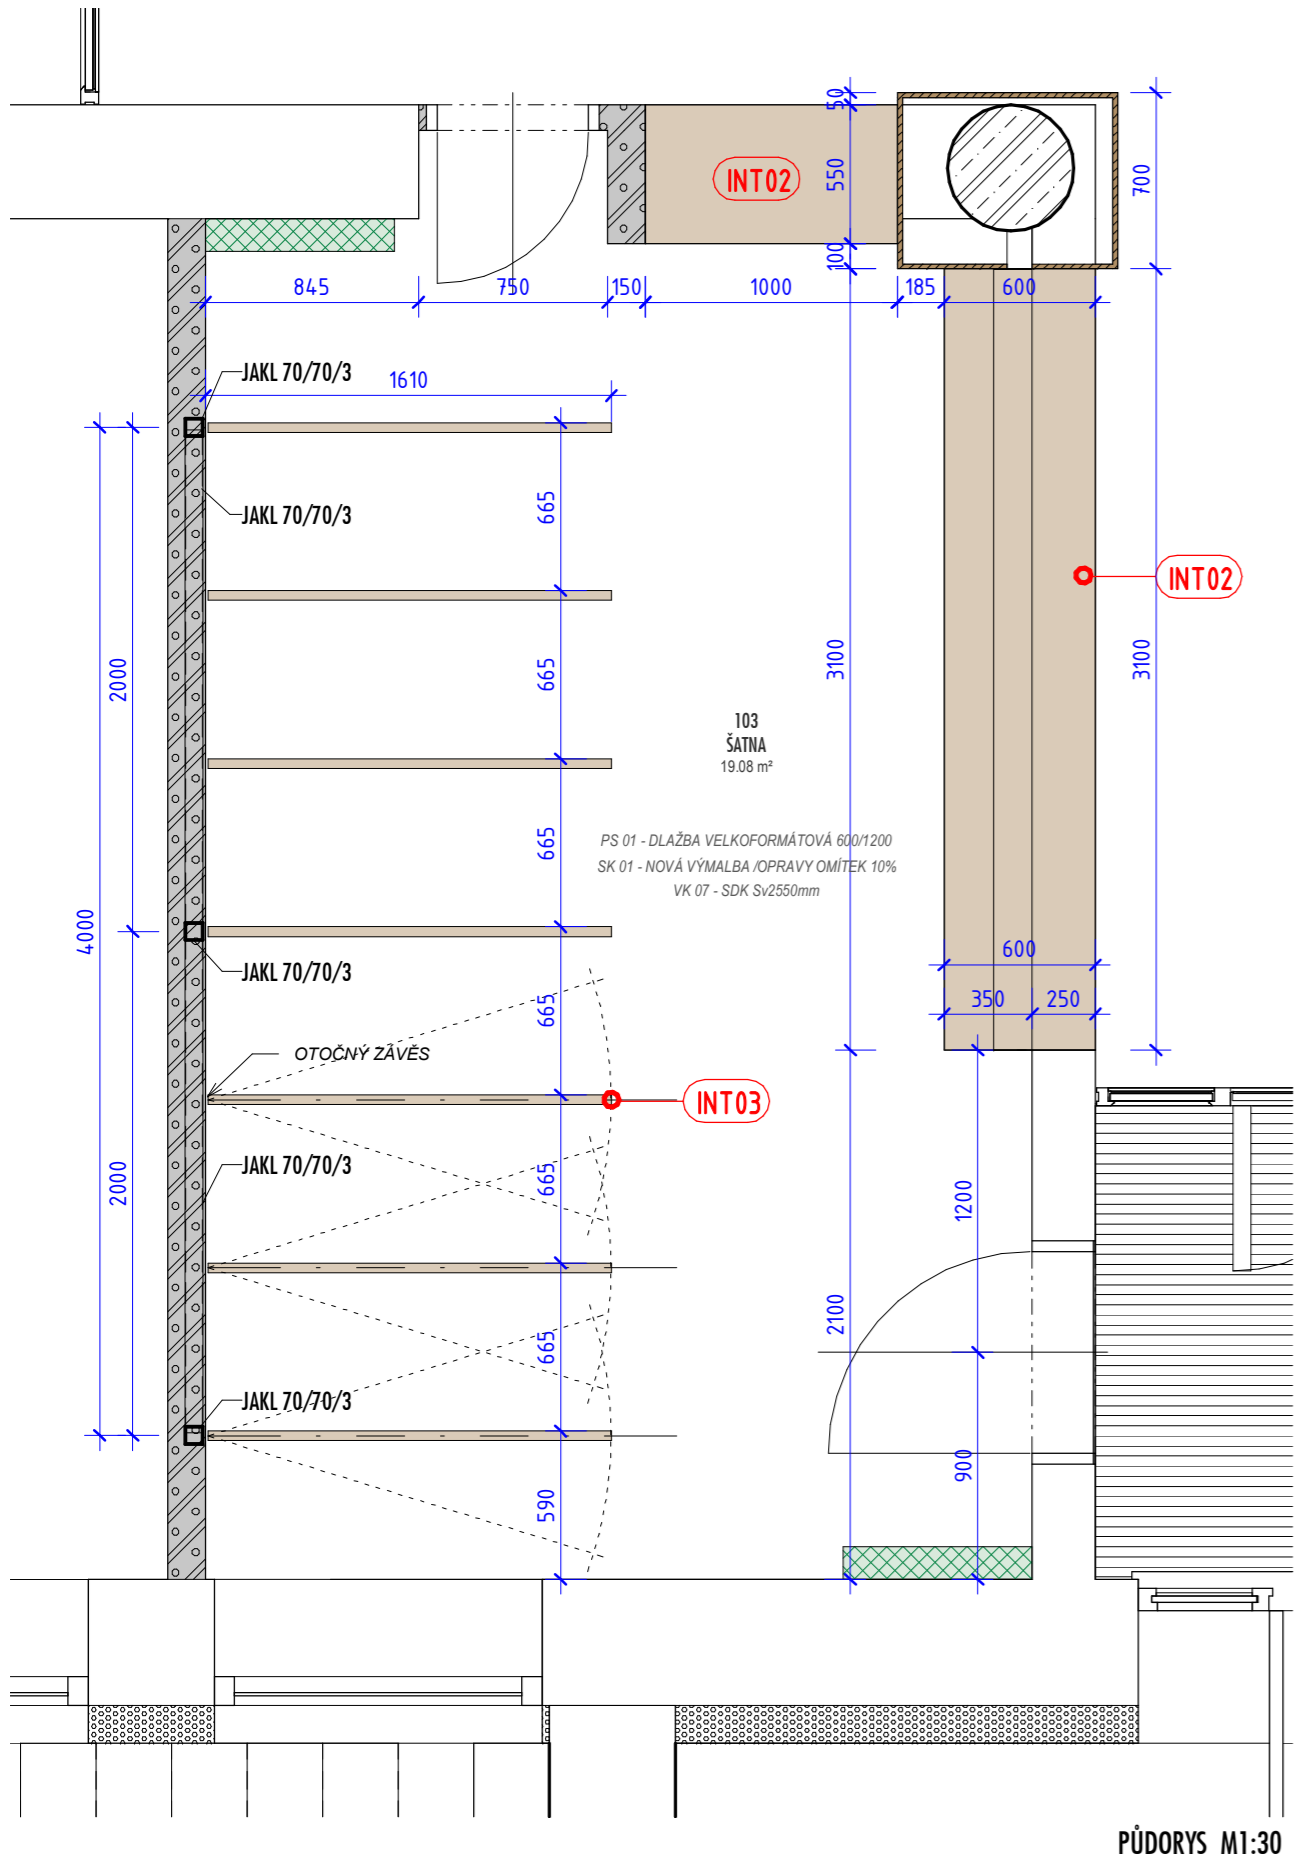 50
INT02
550
700
100
845
750
150
1000
185
600
JAKL 70/70/3
1610
JAKL 70/70/3
665
INT02
2000
665
3100
3100
103
ŠATNA
19.08 m²
665
PS 01 - DLAŽBA VELKOFORMÁTOVÁ 600/1200
SK 01 - NOVÁ VÝMALBA /OPRAVY OMÍTEK 10%
VK 07 - SDK Sv2550mm
4000
600
JAKL 70/70/3
665
350
250
OTOČNÝ ZÁVĚS
INT03
JAKL 70/70/3
2000
665
1200
2100
665
JAKL 70/70/3
900
590
PŮDORYS M1:30